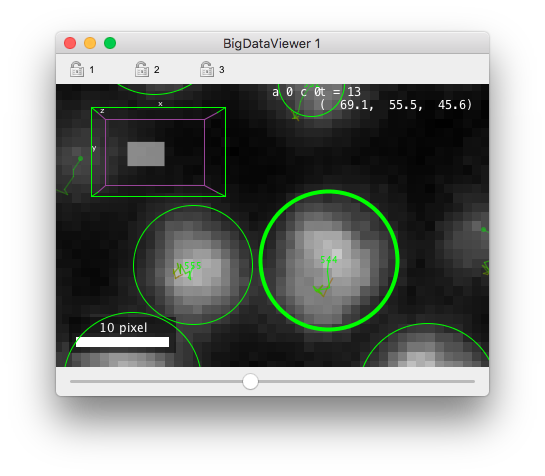 BigDataViewer 1
1 2 3
a 0 c 0t = 13
( 69.1, 55.5, 45.6)
x
z
y
10 pixel